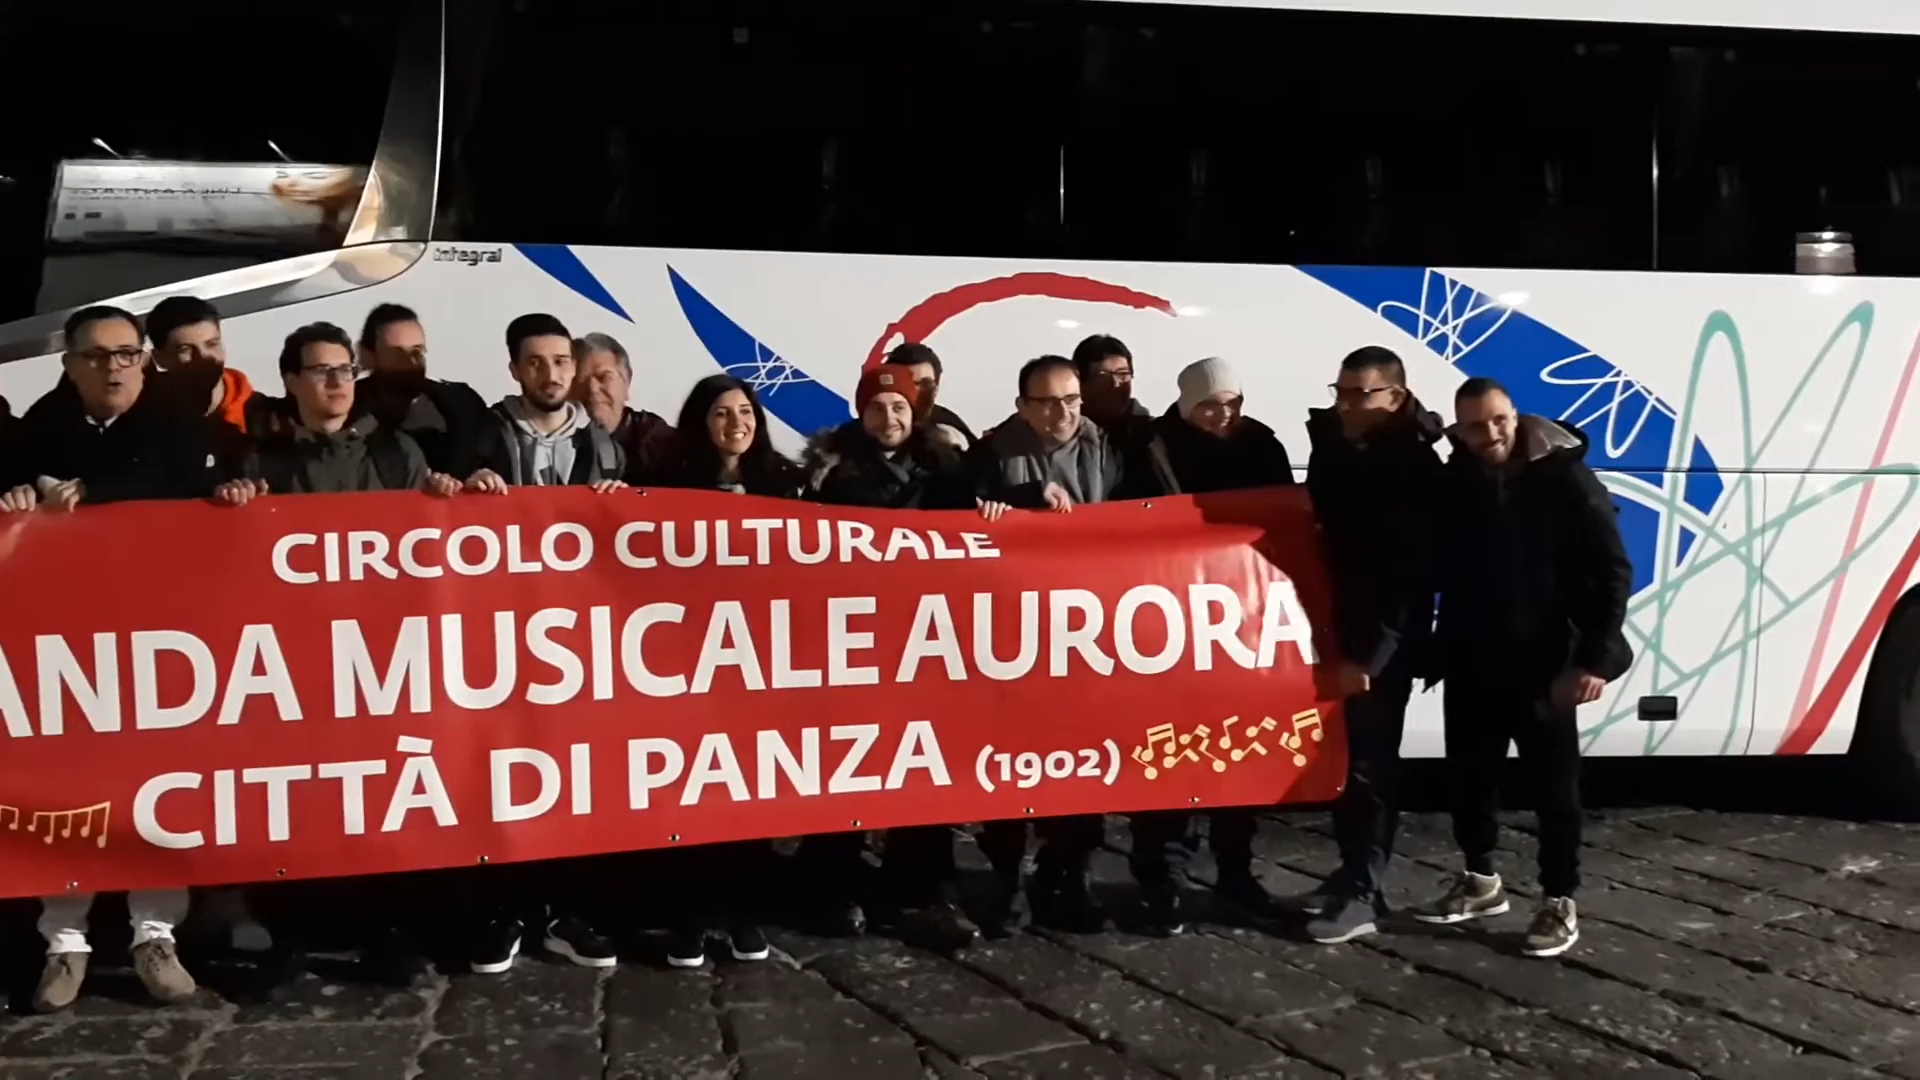 integral
CIRCOLO CULTURALE
ANDA MUSICALE AURORA
CITTÀ DI PANZA (1902)